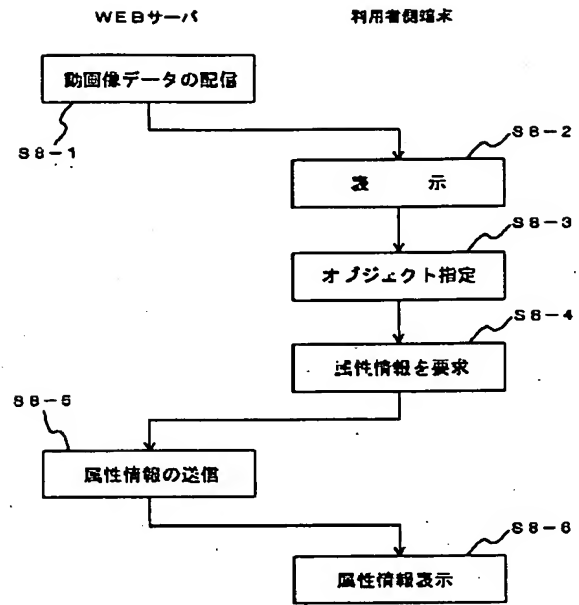 WEBサーバ
利用者側端末
動画像データの配信
S8-1
S8-2
表 示
S8-3
オブジェクト指定
S8-4
属性情報を要求
S8-5
属性情報の送信
S8-6
属性情報表示